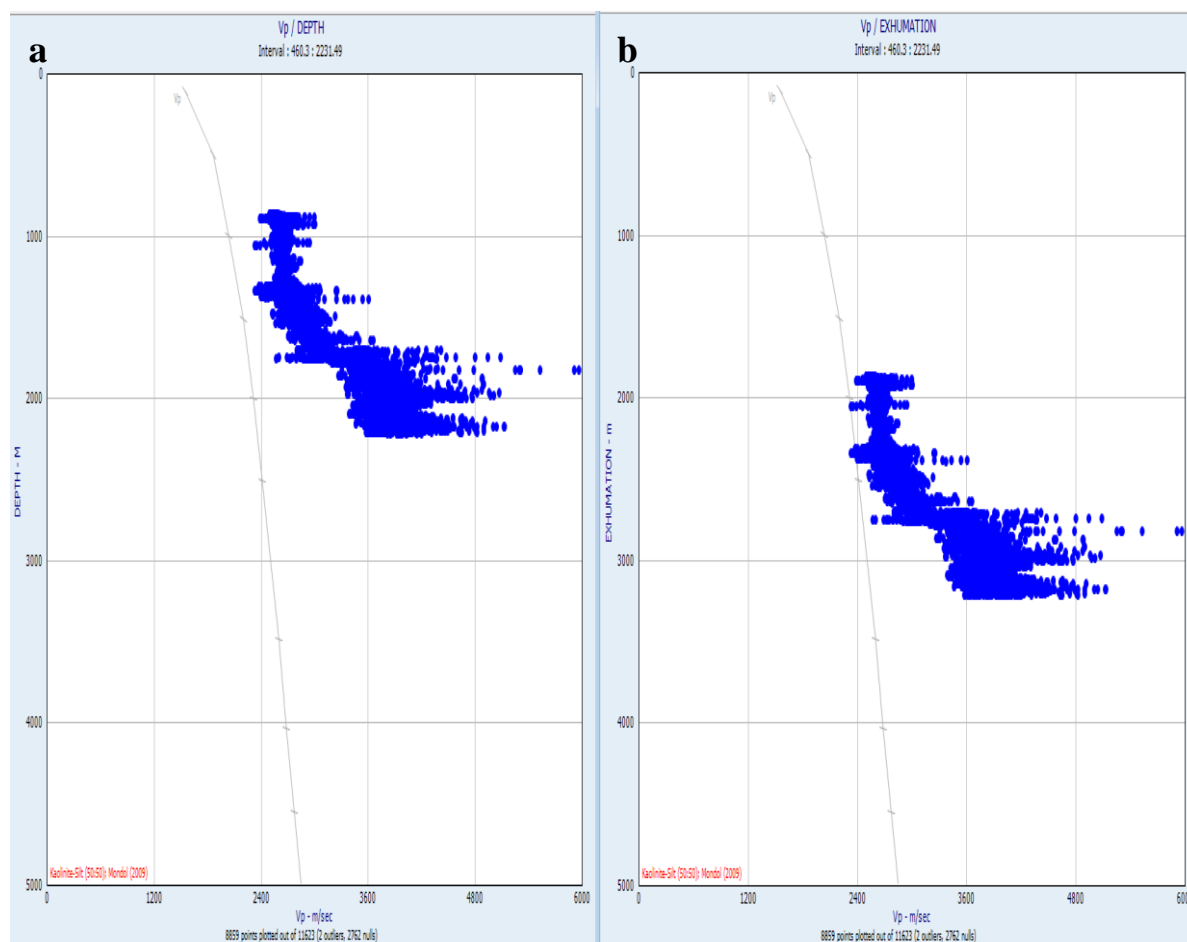 a
Vp / DEPTH
Interval : 460.3 : 2231.49
0
Vp
1000
2000
3000
4000
5000
DEPTH - M
Kaolinite-Silt (50:50); Mondol (2009)
0 1200 2400 3600 4800 6000
Vp - m/sec
8859 points plotted out of 11623 (2 outliers, 2762 nulls)
b
Vp / EXHUMATION
Interval : 460.3 : 2231.49
0
Vp
1000
2000
3000
4000
5000
EXHUMATION - m
Kaolinite-Silt (50:50); Mondol (2009)
0 1200 2400 3600 4800 600
Vp - m/sec
8859 points plotted out of 11623 (2 outliers, 2762 nulls)